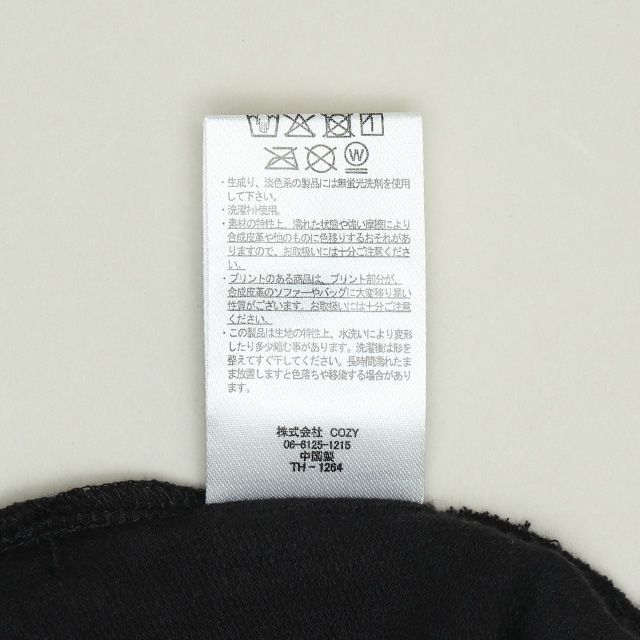 W
・生成り、淡色系の製品には無蛍光洗剤を使用
して下さい。
・洗濯ネット使用。
・素材の特性上、濡れた状態や強い摩擦により
合成皮革や他のものに色移りするおそれがあ
りますので、お取扱いには十分ご注意くださ
い。
・プリントのある商品は、プリント部分が、
合成皮革のソファーやバッグに大変移り易い
性質がございます。お取扱いには十分ご注意
ください。
・この製品は生地の特性上、水洗いにより変形
したり多少縮む事があります。洗濯後は形を
整えてすぐ干してください。長時間濡れたまま
放置しますと色落ちや移染する場合があり
ます。
株式会社 COZY
06-6125-1215
中国製
TH-1264